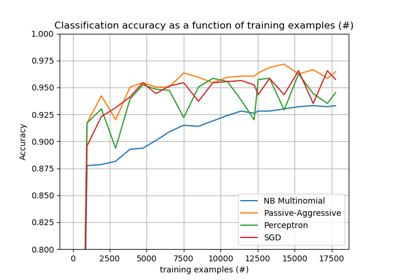 Classification accuracy as a function of training examples (#)
1.000
0.975
0.950
0.925
0.900
0.875
0.850
0.825
0.800
Accuracy
NB Multinomial
Passive-Aggressive
Perceptron
SGD
0 2500 5000 7500 10000 12500 15000 17500
training examples (#)